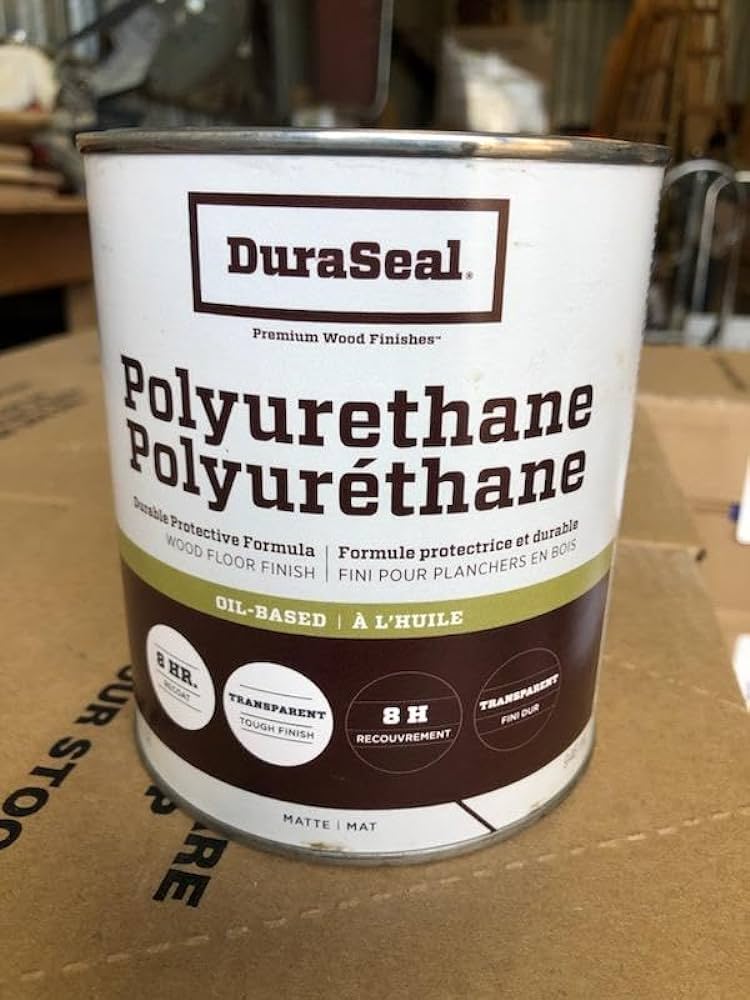 DuraSeal®
Premium Wood Finishes™
Polyurethane
Polyuréthane
Durable Protective Formula
WOOD FLOOR FINISH
Formule protectrice et durable
FINI POUR PLANCHERS EN BOIS
OIL-BASED | À L'HUILE
8 HR.
RECOAT
TRANSPARENT
TOUGH FINISH
8 H
RECOUVREMENT
TRANSPARENT
FINI DUR
MATTE | MAT